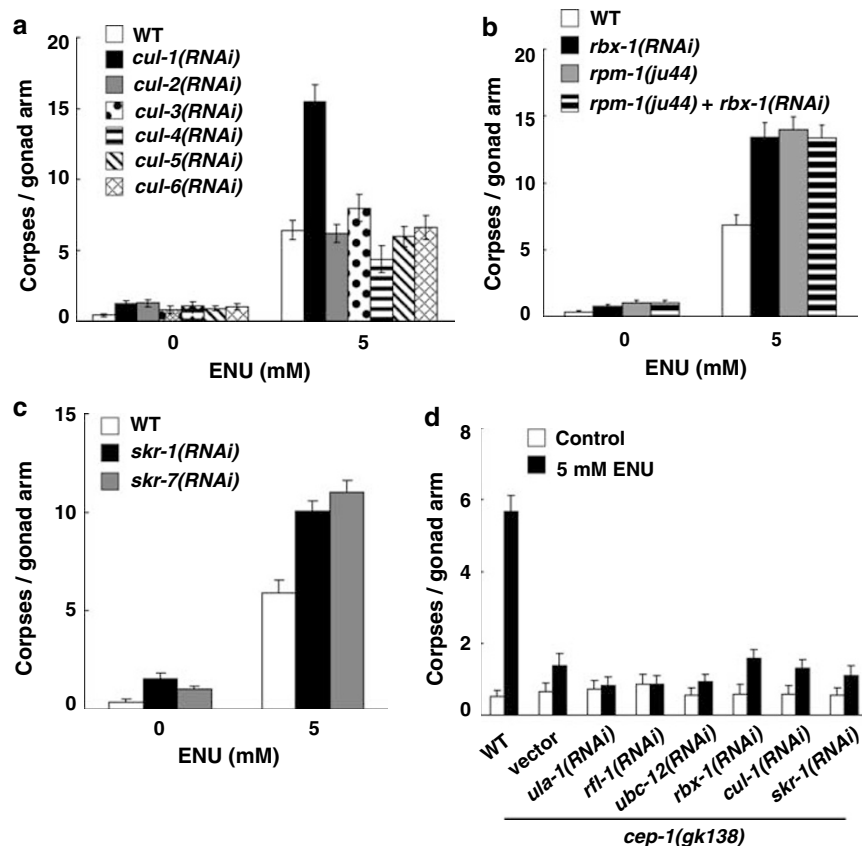 a
WT
cul-1(RNAi)
cul-2(RNAi)
cul-3(RNAi)
cul-4(RNAi)
cul-5(RNAi)
cul-6(RNAi)
20
15
10
5
0
Corpses / gonad arm
0
5
ENU (mM)
b
WT
rbx-1(RNAi)
rpm-1(ju44)
rpm-1(ju44) + rbx-1(RNAi)
20
15
10
5
0
Corpses / gonad arm
0
5
ENU (mM)
c
WT
skr-1(RNAi)
skr-7(RNAi)
15
10
5
0
Corpses / gonad arm
0
5
ENU (mM)
d
Control
5 mM ENU
8
6
4
2
0
Corpses / gonad arm
WT
vector
ula-1(RNAi)
rfl-1(RNAi)
ubc-12(RNAi)
rbx-1(RNAi)
cul-1(RNAi)
skr-1(RNAi)
cep-1(gk138)